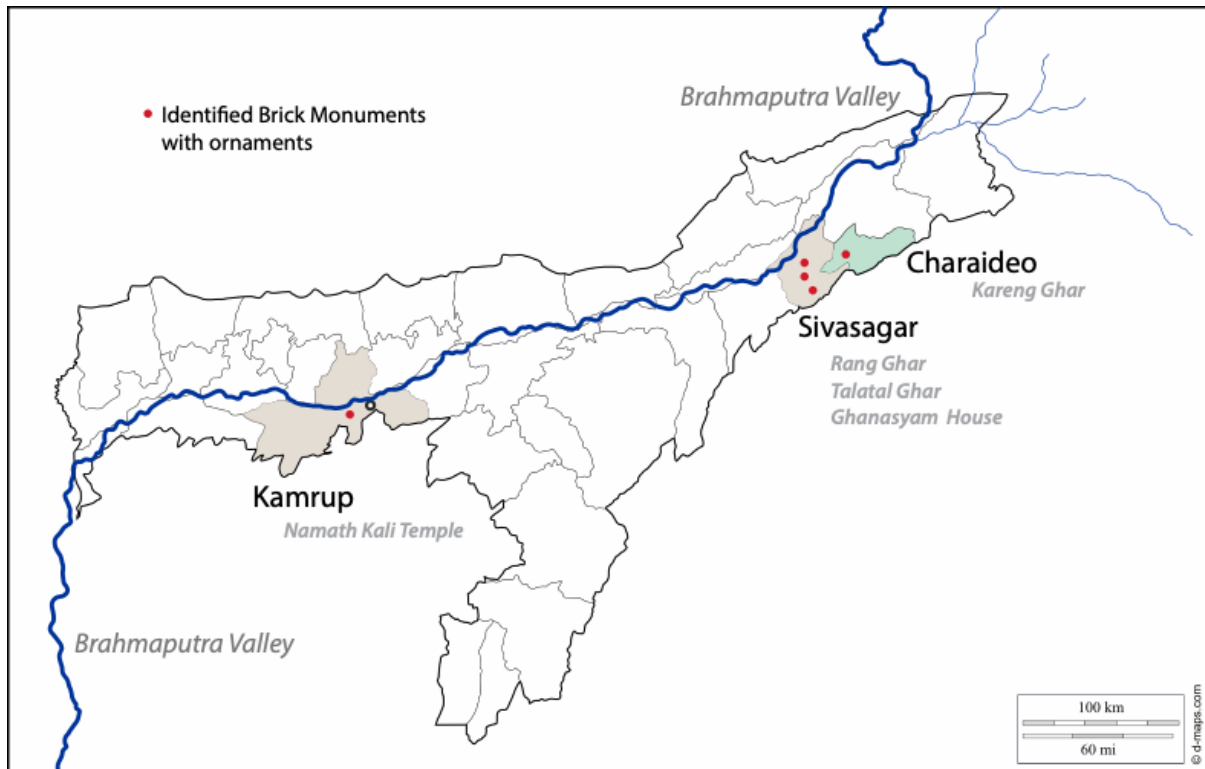 Brahmaputra Valley
Identified Brick Monuments
with ornaments
Charaideo
Kareng Ghar
Sivasagar
Rang Ghar
Talatal Ghar
Ghanasyam House
Kamrup
Namath Kali Temple
Brahmaputra Valley
100 km
60 mi
© d-maps.com